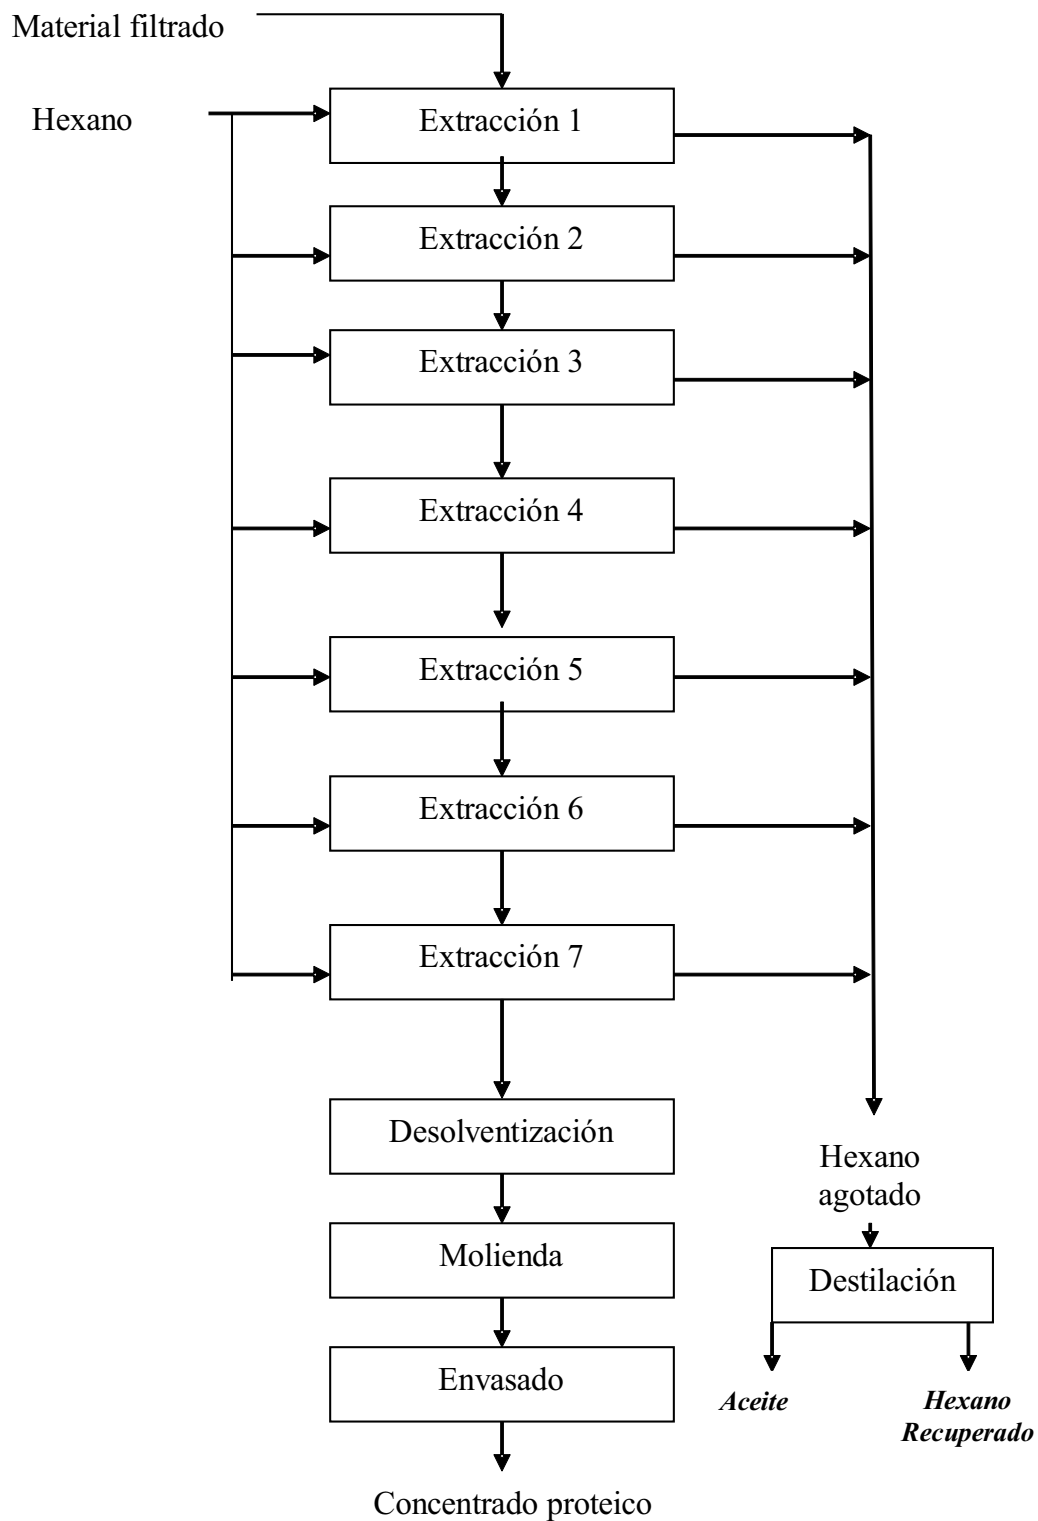 Material filtrado
Hexano
Extracción 1
Extracción 2
Extracción 3
Extracción 4
Extracción 5
Extracción 6
Extracción 7
Desolventización
Molienda
Envasado
Concentrado proteico
Hexano
agotado
Destilación
Aceite
Hexano
Recuperado